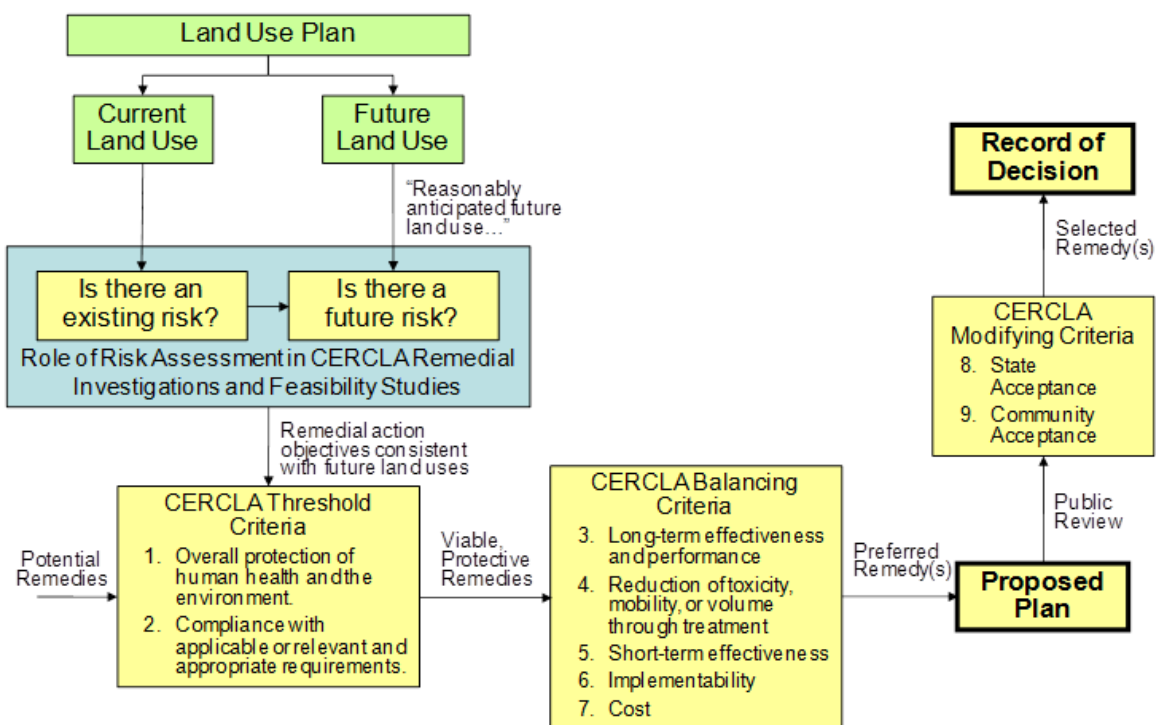 Land Use Plan
Current
Land Use
Future
Land Use
“Reasonably
anticipated future
land use...”
Is there an
existing risk?
Is there a
future risk?
Role of Risk Assessment in CERCLA Remedial
Investigations and Feasibility Studies
Remedial action
objectives consistent
with future land uses
Potential
Remedies
CERCLA Threshold
Criteria
1. Overall protection of
human health and the
environment.
2. Compliance with
applicable or relevant and
appropriate requirements.
Viable,
Protective
Remedies
CERCLA Balancing
Criteria
3. Long-term effectiveness
and performance
4. Reduction of toxicity,
mobility, or volume
through treatment
5. Short-term effectiveness
6. Implementability
7. Cost
Preferred
Remedy(s)
Proposed
Plan
Public
Review
CERCLA
Modifying Criteria
8. State
Acceptance
9. Community
Acceptance
Selected
Remedy(s)
Record of
Decision